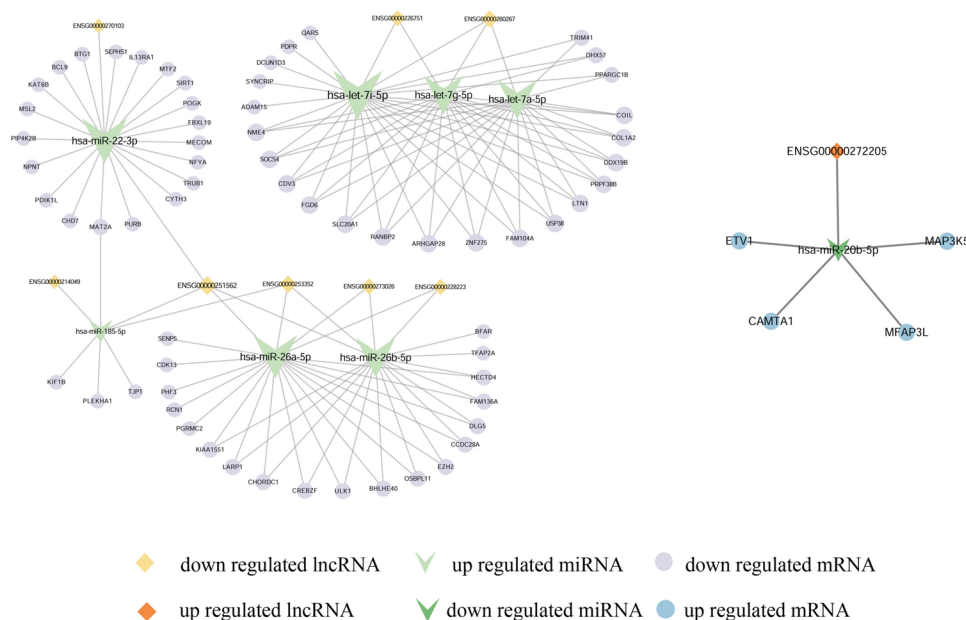 ENSG00000270103
SEPHS1
BTG1
IL13RA1
BCL9
MTF2
KAT6B
SIRT1
MSL2
POGK
FBXL19
PIP4K2B
hsa-miR-22-3p
MECOM
NPNT
NFYA
TRUB1
PDIK1L
CYTH3
CHD7
MAT2A
PURB
ENSG00000226751
ENSG00000260267
QARS
PDPR
TRIM41
DHX57
DCUN1D3
PPARGC1B
SYNCRIP
hsa-let-7i-5p
hsa-let-7g-5p
hsa-let-7a-5p
ADAM15
COIL
NME4
COL1A2
SOCS4
DDX19B
CDV3
PRPF38B
FGD6
LTN1
SLC20A1
USP38
RANBP2
ARHGAP28
ZNF275
FAM104A
ENSG00000272205
ETV1
hsa-miR-20b-5p
MAP3K5
CAMTA1
MFAP3L
ENSG00000214049
ENSG00000251562
ENSG00000253352
ENSG00000273026
ENSG00000228223
hsa-miR-185-5p
KIF1B
PLEKHA1
TJP1
SENP5
BFAR
hsa-miR-26a-5p
hsa-miR-26b-5p
TFAP2A
CDK13
HECTD4
PHF3
FAM136A
RCN1
DLG5
PGRMC2
CCDC28A
KIAA1551
EZH2
LARP1
OSBPL11
CHORDC1
CREBZF
ULK1
BHLHE40
down regulated lncRNA
up regulated miRNA
down regulated mRNA
up regulated lncRNA
down regulated miRNA
up regulated mRNA